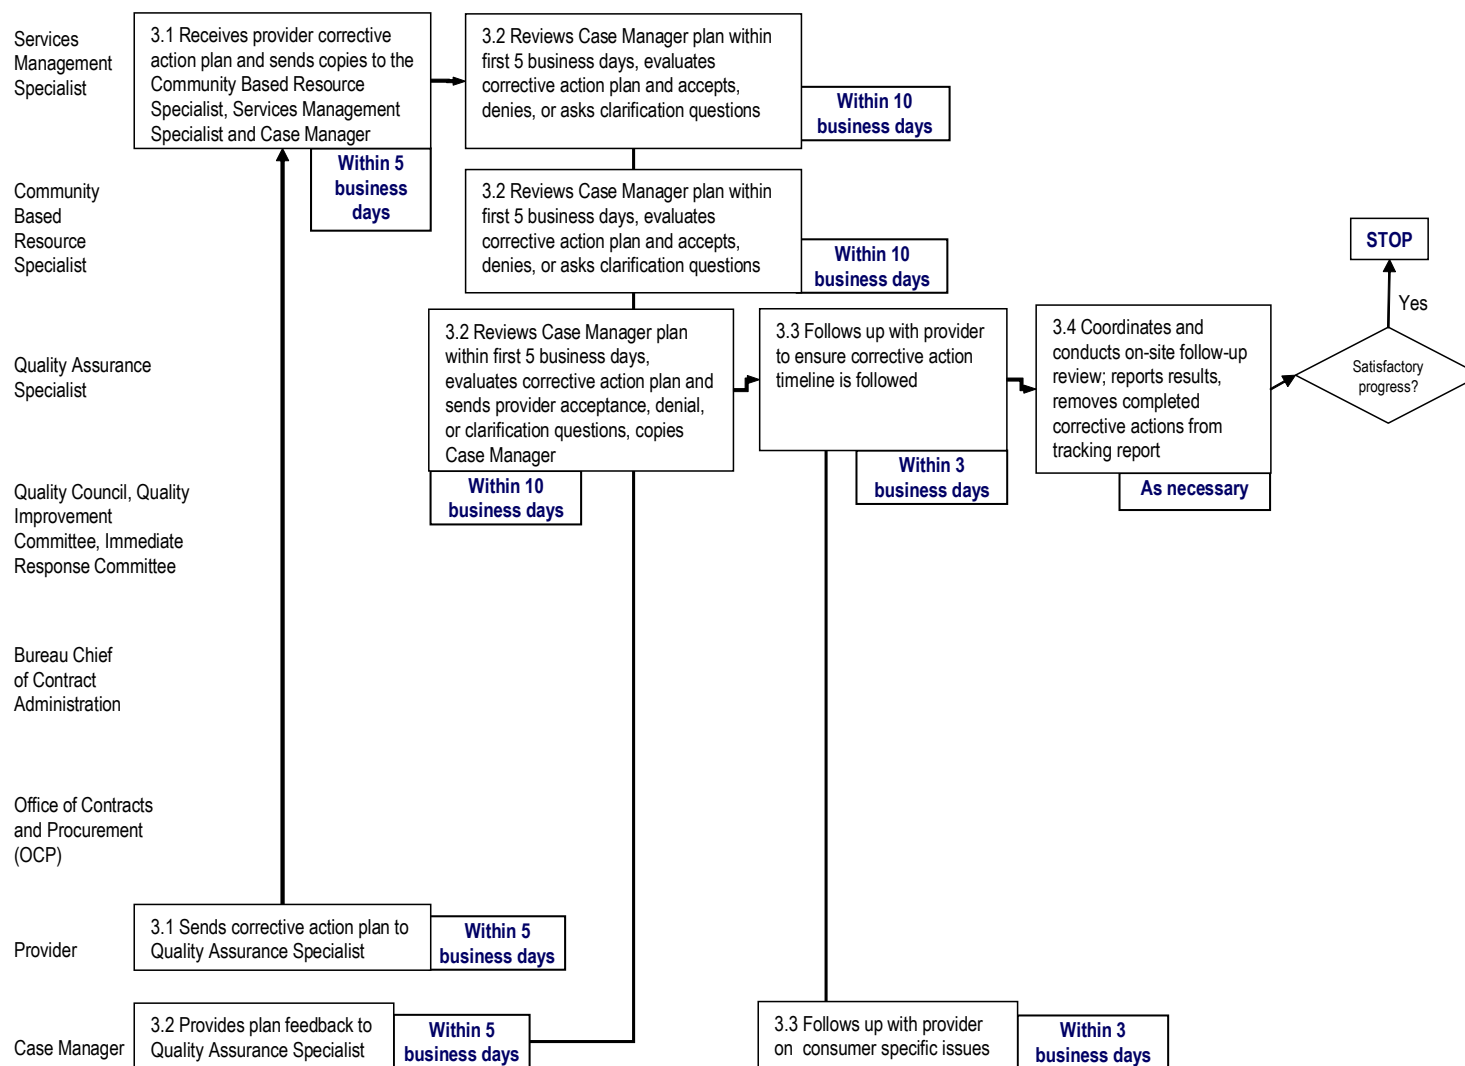 Services
Management
Specialist
3.1 Receives provider corrective
action plan and sends copies to the
Community Based Resource
Specialist, Services Management
Specialist and Case Manager
Within 5
business
days
3.2 Reviews Case Manager plan within
first 5 business days, evaluates
corrective action plan and accepts,
denies, or asks clarification questions
Within 10
business days
Community
Based
Resource
Specialist
3.2 Reviews Case Manager plan within
first 5 business days, evaluates
corrective action plan and accepts,
denies, or asks clarification questions
Within 10
business days
Quality Assurance
Specialist
3.2 Reviews Case Manager plan
within first 5 business days,
evaluates corrective action plan and
sends provider acceptance, denial,
or clarification questions, copies
Case Manager
Within 10
business days
3.3 Follows up with provider
to ensure corrective action
timeline is followed
Within 3
business days
3.4 Coordinates and
conducts on-site follow-up
review; reports results,
removes completed
corrective actions from
tracking report
As necessary
Satisfactory
progress?
Yes
STOP
Quality Council, Quality
Improvement
Committee, Immediate
Response Committee
Bureau Chief
of Contract
Administration
Office of Contracts
and Procurement
(OCP)
Provider
3.1 Sends corrective action plan to
Quality Assurance Specialist
Within 5
business days
Case Manager
3.2 Provides plan feedback to
Quality Assurance Specialist
Within 5
business days
3.3 Follows up with provider
on consumer specific issues
Within 3
business days